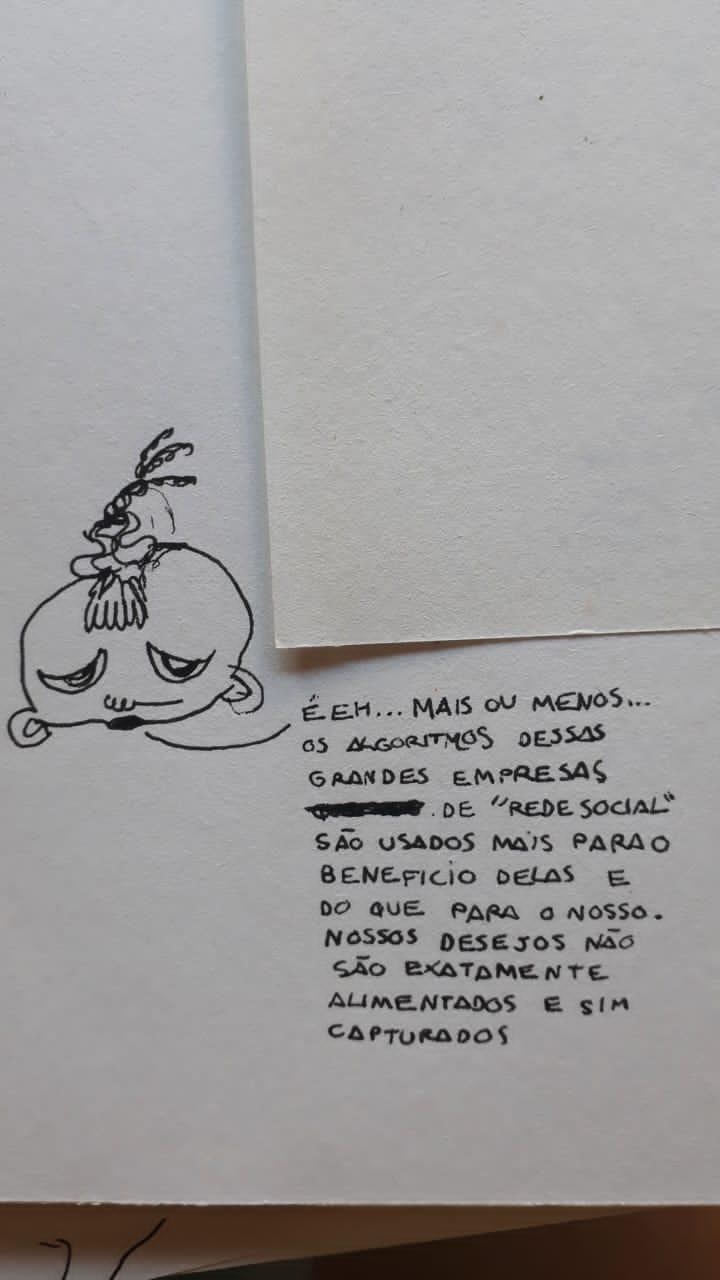 ÉEH... MAIS OU MENOS...
OS ALGORITMOS DESSAS
GRANDES EMPRESAS
. DE "REDE SOCIAL"
SÃO USADOS MAIS PARA O
BENEFICIO DELAS E
DO QUE PARA O NOSSO.
NOSSOS DESEJOS NÃO
SÃO EXATAMENTE
ALIMENTADOS E SIM
CAPTURADOS